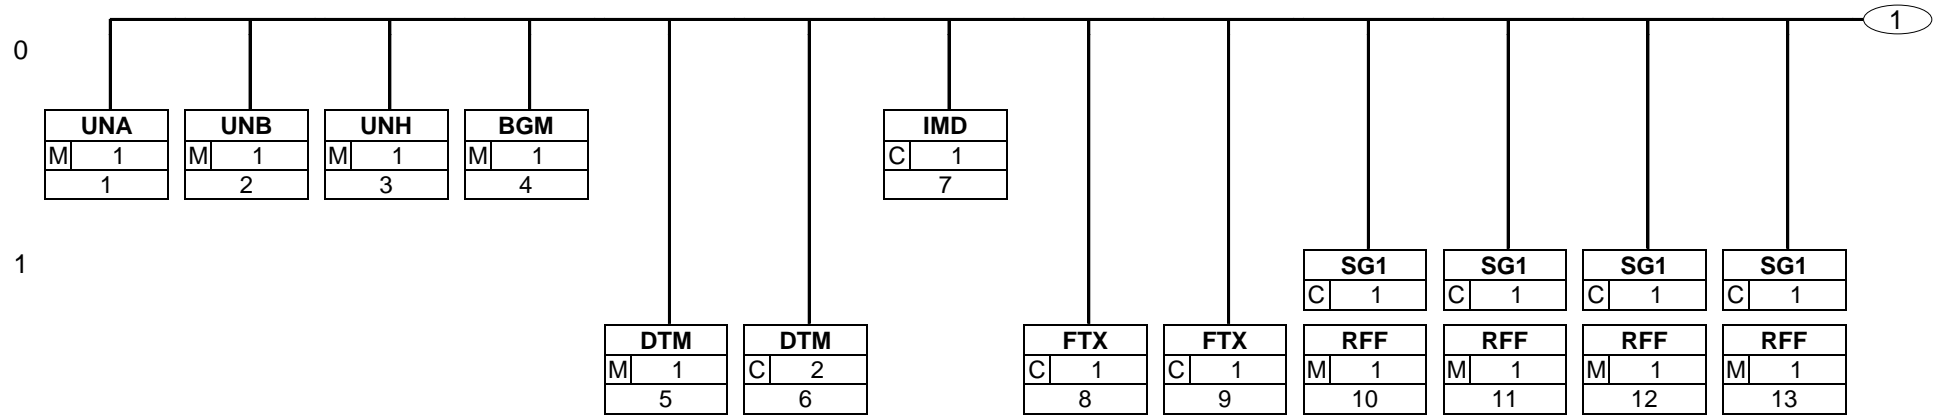 1
0
UNA UNB UNH BGM IMD
M 1 M 1 M 1 M 1 C 1
1 2 3 4 7
1
SG1 SG1 SG1 SG1
C 1 C 1 C 1 C 1
DTM DTM FTX FTX RFF RFF RFF RFF
M 1 C 2 C 1 C 1 M 1 M 1 M 1 M 1
5 6 8 9 10 11 12 13